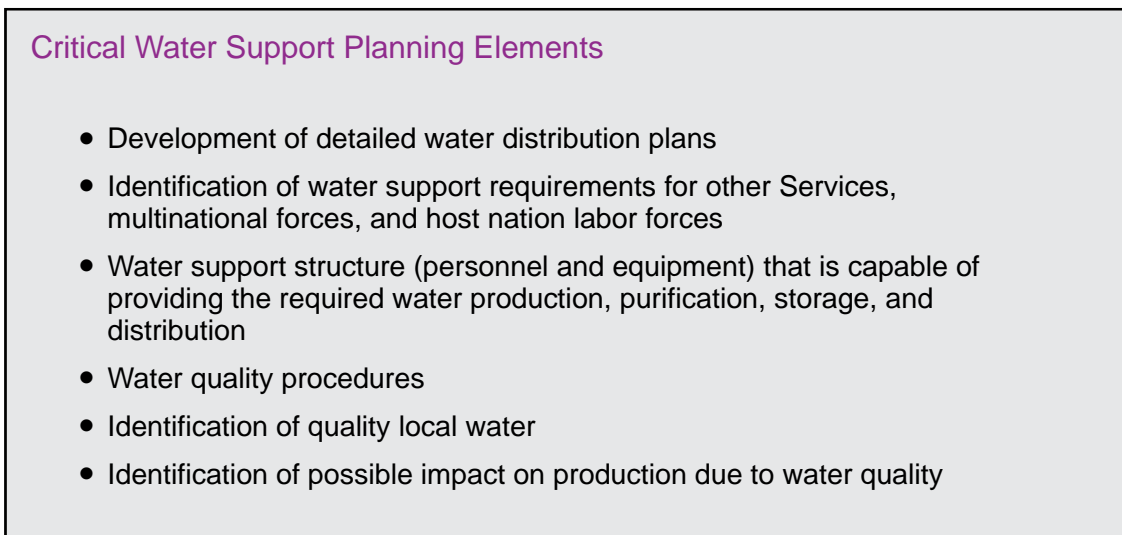 Critical Water Support Planning Elements
• Development of detailed water distribution plans
• Identification of water support requirements for other Services,
multinational forces, and host nation labor forces
• Water support structure (personnel and equipment) that is capable of
providing the required water production, purification, storage, and
distribution
• Water quality procedures
• Identification of quality local water
• Identification of possible impact on production due to water quality